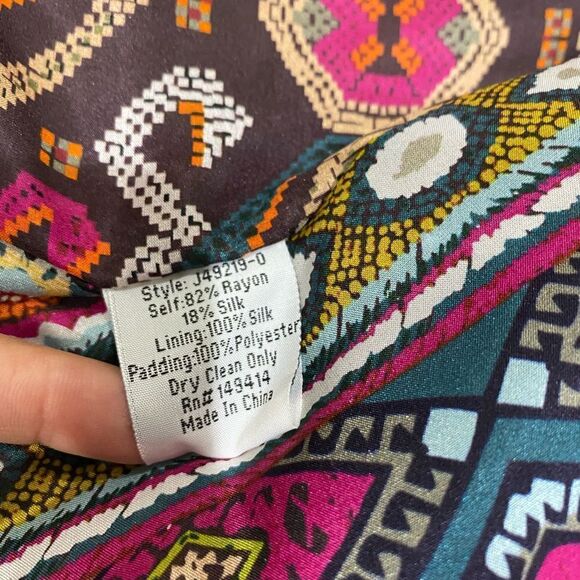 Style: J49219-0
Self:82% Rayon
18% Silk
Lining:100% Silk
Padding:100%Polyester
Dry Clean Only
Rn# 149414
Made In China